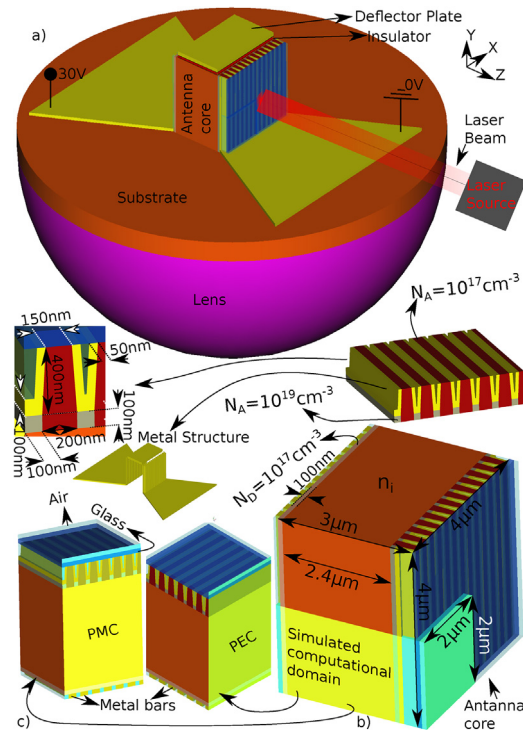 a)
Deflector Plate
Insulator
30V
Antenna
core
0V
Y
X
Z
Laser
Beam
Laser
Source
Substrate
Lens
N_A=10^17cm^-3
150nm
50nm
400nm
100nm
100nm
200nm
100nm
N_A=10^19cm^-3
Metal Structure
N_D=10^17cm^-3
100nm
n_i
3μm
4μm
2.4μm
4μm
2μm
2μm
Air
Glass
PMC
PEC
Simulated
computational
domain
Metal bars
c)
b)
Antanna
core